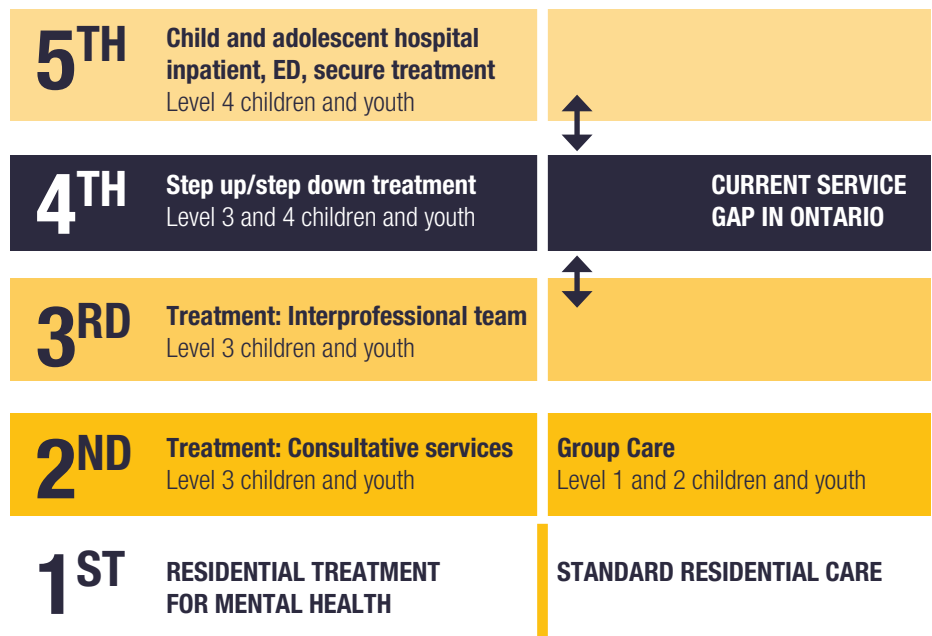 5TH
Child and adolescent hospital
inpatient, ED, secure treatment
Level 4 children and youth
4TH
Step up/step down treatment
Level 3 and 4 children and youth
CURRENT SERVICE
GAP IN ONTARIO
3RD
Treatment: Interprofessional team
Level 3 children and youth
2ND
Treatment: Consultative services
Level 3 children and youth
Group Care
Level 1 and 2 children and youth
1ST
RESIDENTIAL TREATMENT
FOR MENTAL HEALTH
STANDARD RESIDENTIAL CARE